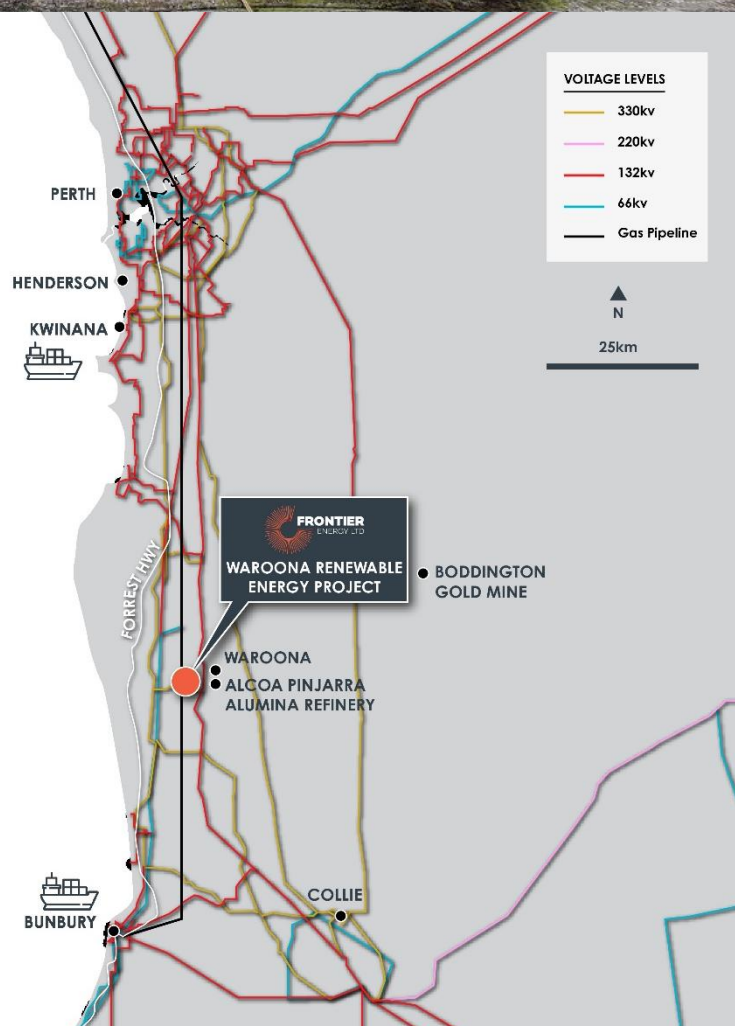 VOLTAGE LEVELS
330kv
220kv
132kv
66kv
Gas Pipeline
N
25km
PERTH
HENDERSON
KWINANA
FORREST HWY
FRONTIER
ENERGY LTD
WAROONA RENEWABLE
ENERGY PROJECT
BODDINGTON
GOLD MINE
WAROONA
ALCOA PINJARRA
ALUMINA REFINERY
COLLIE
BUNBURY